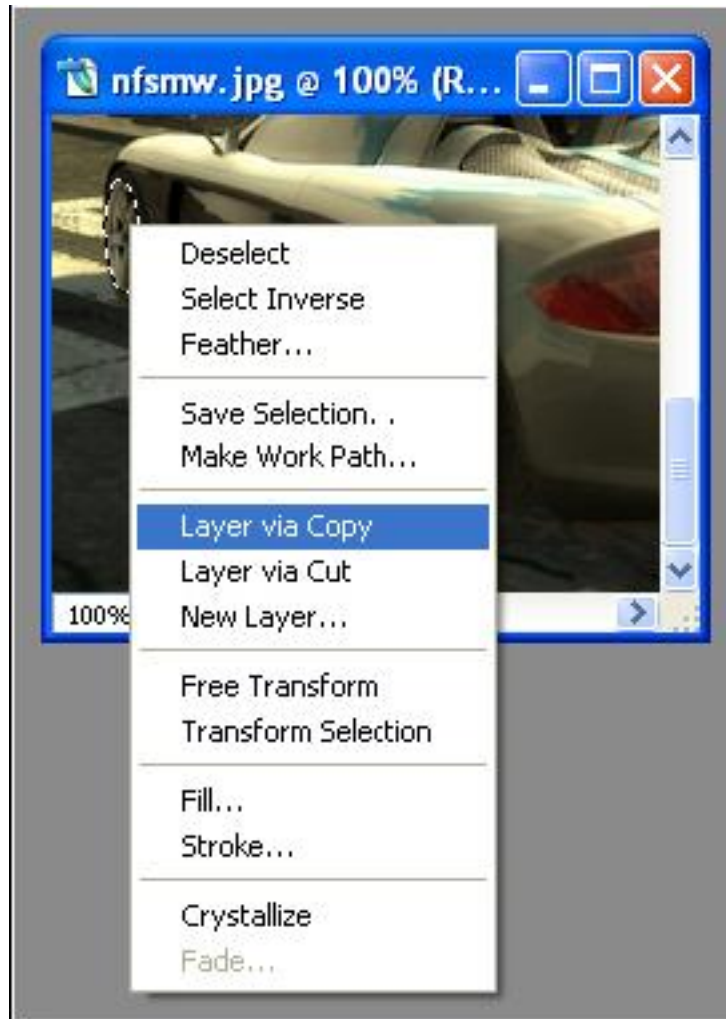 nfsmw.jpg @ 100% (R...
Deselect
Select Inverse
Feather...
Save Selection. .
Make Work Path...
Layer via Copy
Layer via Cut
100%
New Layer...
Free Transform
Transform Selection
Fill...
Stroke...
Crystallize
Fade...